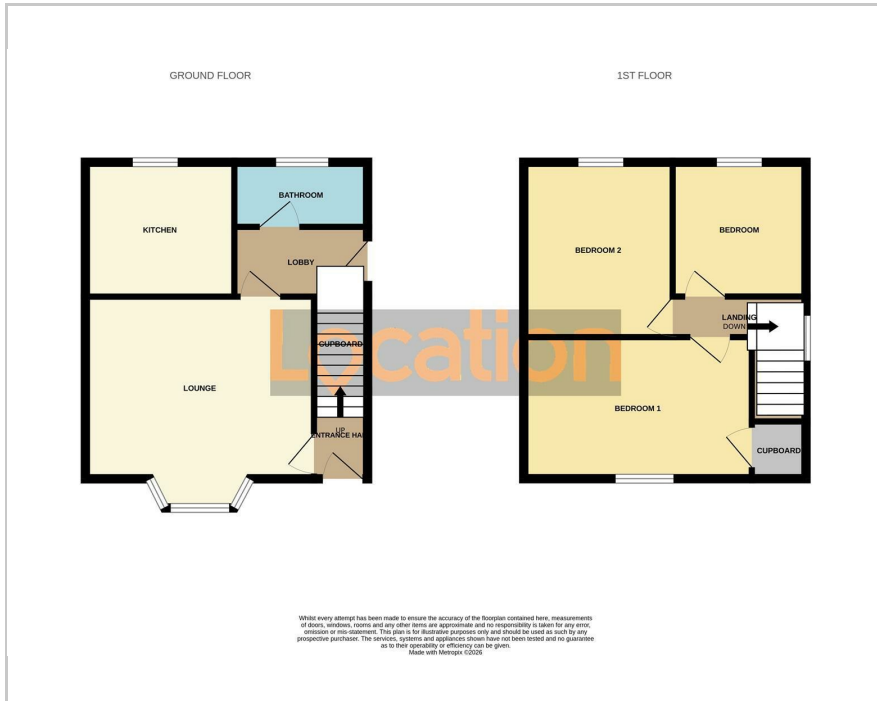 GROUND FLOOR
1ST FLOOR
BATHROOM
KITCHEN
LOBBY
CUPBOARD
LOUNGE
UP
ENTRANCE HALL
BEDROOM
BEDROOM 2
LANDING
DOWN
BEDROOM 1
CUPBOARD
Location
Whilst every attempt has been made to ensure the accuracy of the floorplan contained here, measurements
of doors, windows, rooms and any other items are approximate and no responsibility is taken for any error,
omission or mis-statement. This plan is for illustrative purposes only and should be used as such by any
prospective purchaser. The services, systems and appliances shown have not been tested and no guarantee
as to their operability or efficiency can be given.
Made with Metropix ©2026